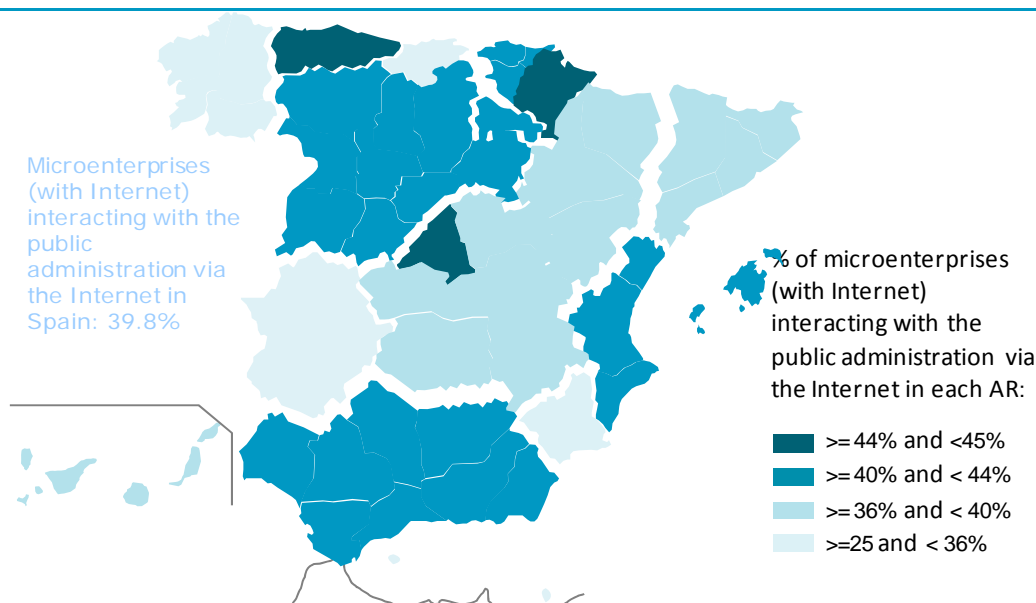 Microenterprises
(with Internet)
interacting with the
public
administration via
the Internet in
Spain: 39.8%
% of microenterprises
(with Internet)
interacting with the
public administration via
the Internet in each AR:
>= 44% and <45%
>= 40% and < 44%
>= 36% and < 40%
>=25 and < 36%